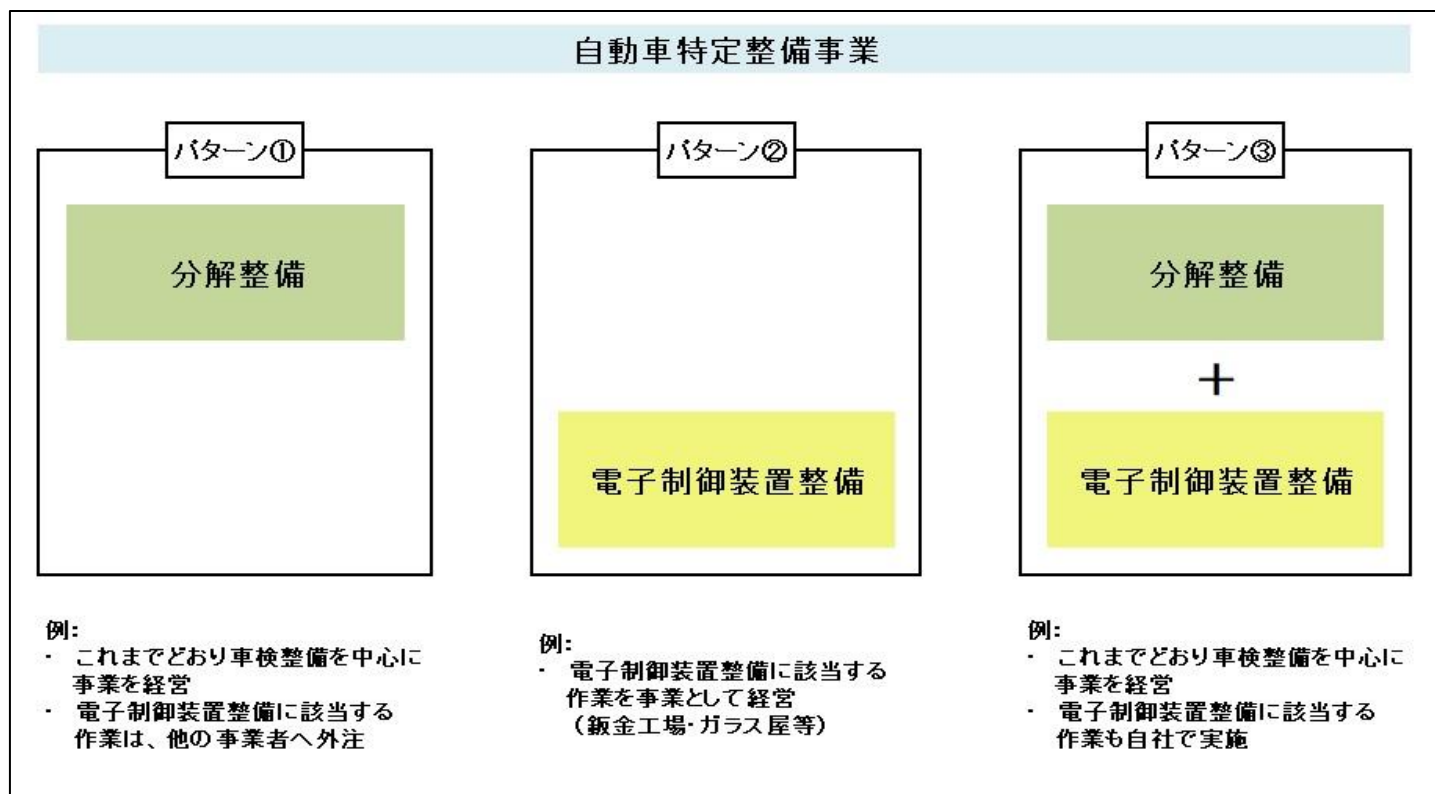 自動車特定整備事業
パターン①
分解整備
例:
・ これまでどおり車検整備を中心に
事業を経営
・ 電子制御装置整備に該当する
作業は、他の事業者へ外注
パターン②
電子制御装置整備
例:
・ 電子制御装置整備に該当する
作業を事業として経営
(鈑金工場・ガラス屋等)
パターン③
分解整備
+
電子制御装置整備
例:
・ これまでどおり車検整備を中心に
事業を経営
・ 電子制御装置整備に該当する
作業も自社で実施